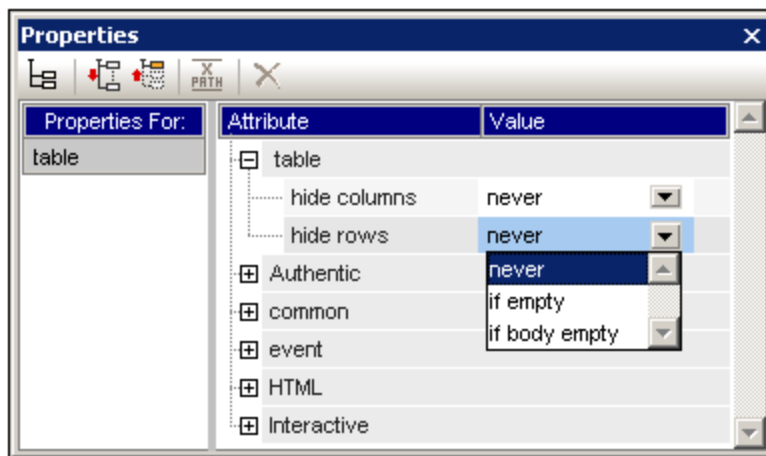 Properties
X
PATH
Properties For: Attribute Value
table
table
hide columns never
hide rows never
never
if empty
if body empty
Authentic
common
event
HTML
Interactive